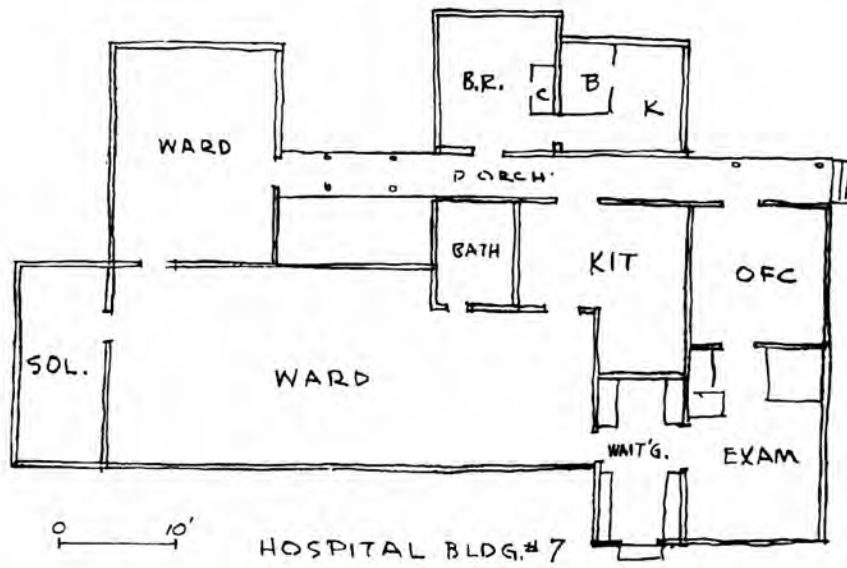 B.R.
C
B
K
WARD
PORCH
BATH
KIT
OFC
SOL.
WARD
WAIT'G.
EXAM
0 10'
HOSPITAL BLDG.#7